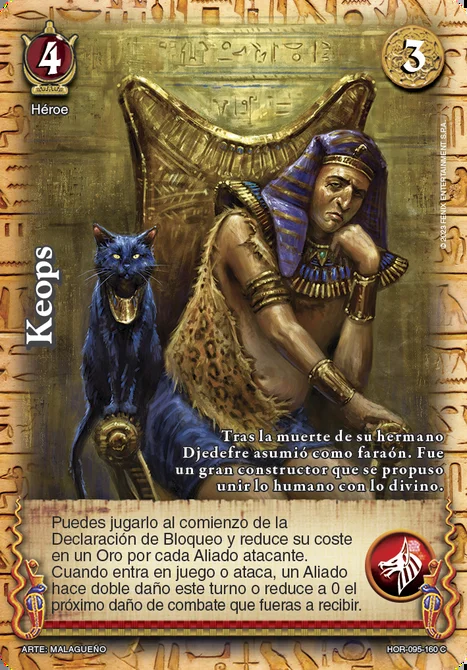 4
3
Héroe
© 2023 FENIX ENTERTAINMENT S.P.A.
Keops
Tras la muerte de su hermano
Djedefre asumió como faraón. Fue
un gran constructor que se propuso
unir lo humano con lo divino.
Puedes jugarlo al comienzo de la
Declaración de Bloqueo y reduce su coste
en un Oro por cada Aliado atacante.
Cuando entra en juego o ataca, un Aliado
hace doble daño este turno o reduce a 0 el
próximo daño de combate que fueras a recibir.
ARTE: MALAGUEÑO
HOR-095-160 C